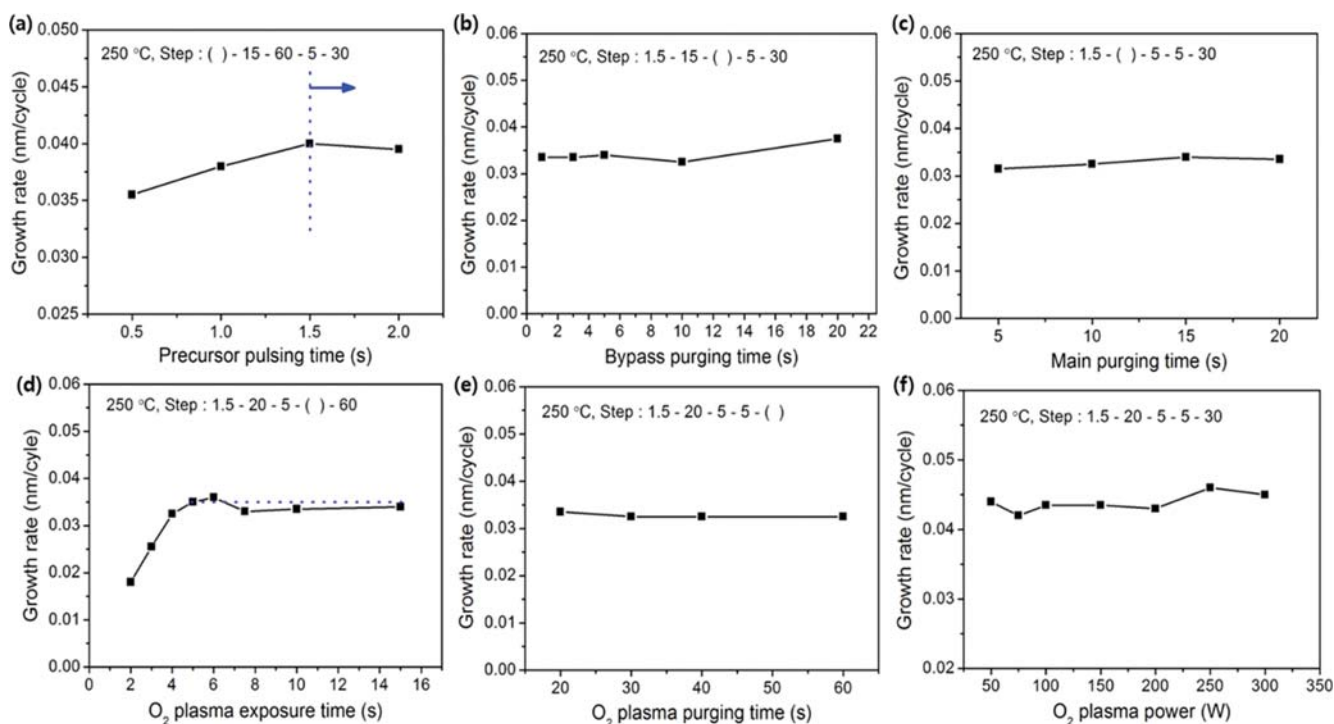 (a)
250 °C, Step : ( ) - 15 - 60 - 5 - 30
Growth rate (nm/cycle)
0.050
0.045
0.040
0.035
0.030
0.025
0.5 1.0 1.5 2.0
Precursor pulsing time (s)
(b)
250 °C, Step : 1.5 - 15 - ( ) - 5 - 30
Growth rate (nm/cycle)
0.06
0.05
0.04
0.03
0.02
0.01
0.00
0 1 2 3 4 5 6 7 8 10 12 14 16 18 20 22
Bypass purging time (s)
(c)
250 °C, Step : 1.5 - ( ) - 5 - 5 - 30
Growth rate (nm/cycle)
0.06
0.05
0.04
0.03
0.02
0.01
0.00
5 10 15 20
Main purging time (s)
(d)
250 °C, Step : 1.5 - 20 - 5 - ( ) - 60
Growth rate (nm/cyle)
0.06
0.05
0.04
0.03
0.02
0.01
0.00
0 2 4 6 8 10 12 14 16
O₂ plasma exposure time (s)
(e)
250 °C, Step : 1.5 - 20 - 5 - 5 - ( )
Growth rate (nm/cycle)
0.06
0.05
0.04
0.03
0.02
0.01
0.00
20 30 40 50 60
O₂ plasma purging time (s)
(f)
250 °C, Step : 1.5 - 20 - 5 - 5 - 30
Growth rate (nm/cycle)
0.06
0.05
0.04
0.03
0.02
50 100 150 200 250 300 350
O₂ plasma power (W)